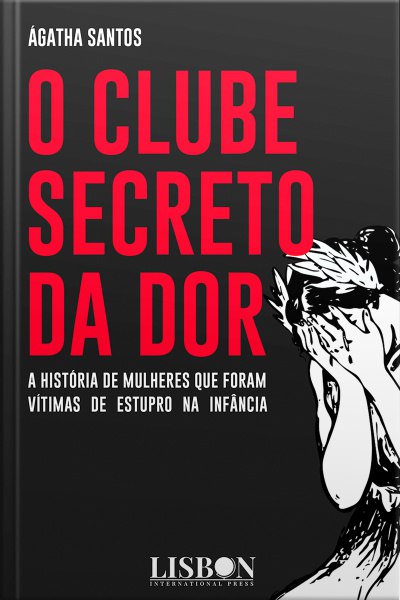 ÁGATHA SANTOS
O CLUBE
SECRETO
DA DOR
A HISTÓRIA DE MULHERES QUE FORAM
VÍTIMAS DE ESTUPRO NA INFÂNCIA
LISBON
INTERNATIONAL PRESS